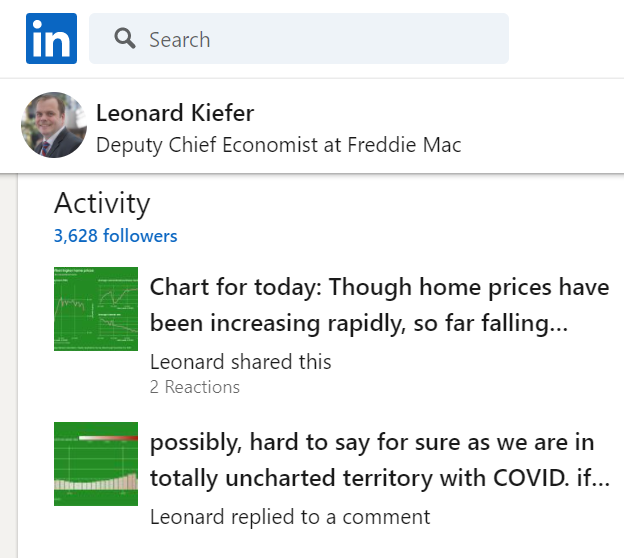 in
Search
Leonard Kiefer
Deputy Chief Economist at Freddie Mac
Activity
3,628 followers
Chart for today: Though home prices have
been increasing rapidly, so far falling...
Leonard shared this
2 Reactions
possibly, hard to say for sure as we are in
totally uncharted territory with COVID. if...
Leonard replied to a comment